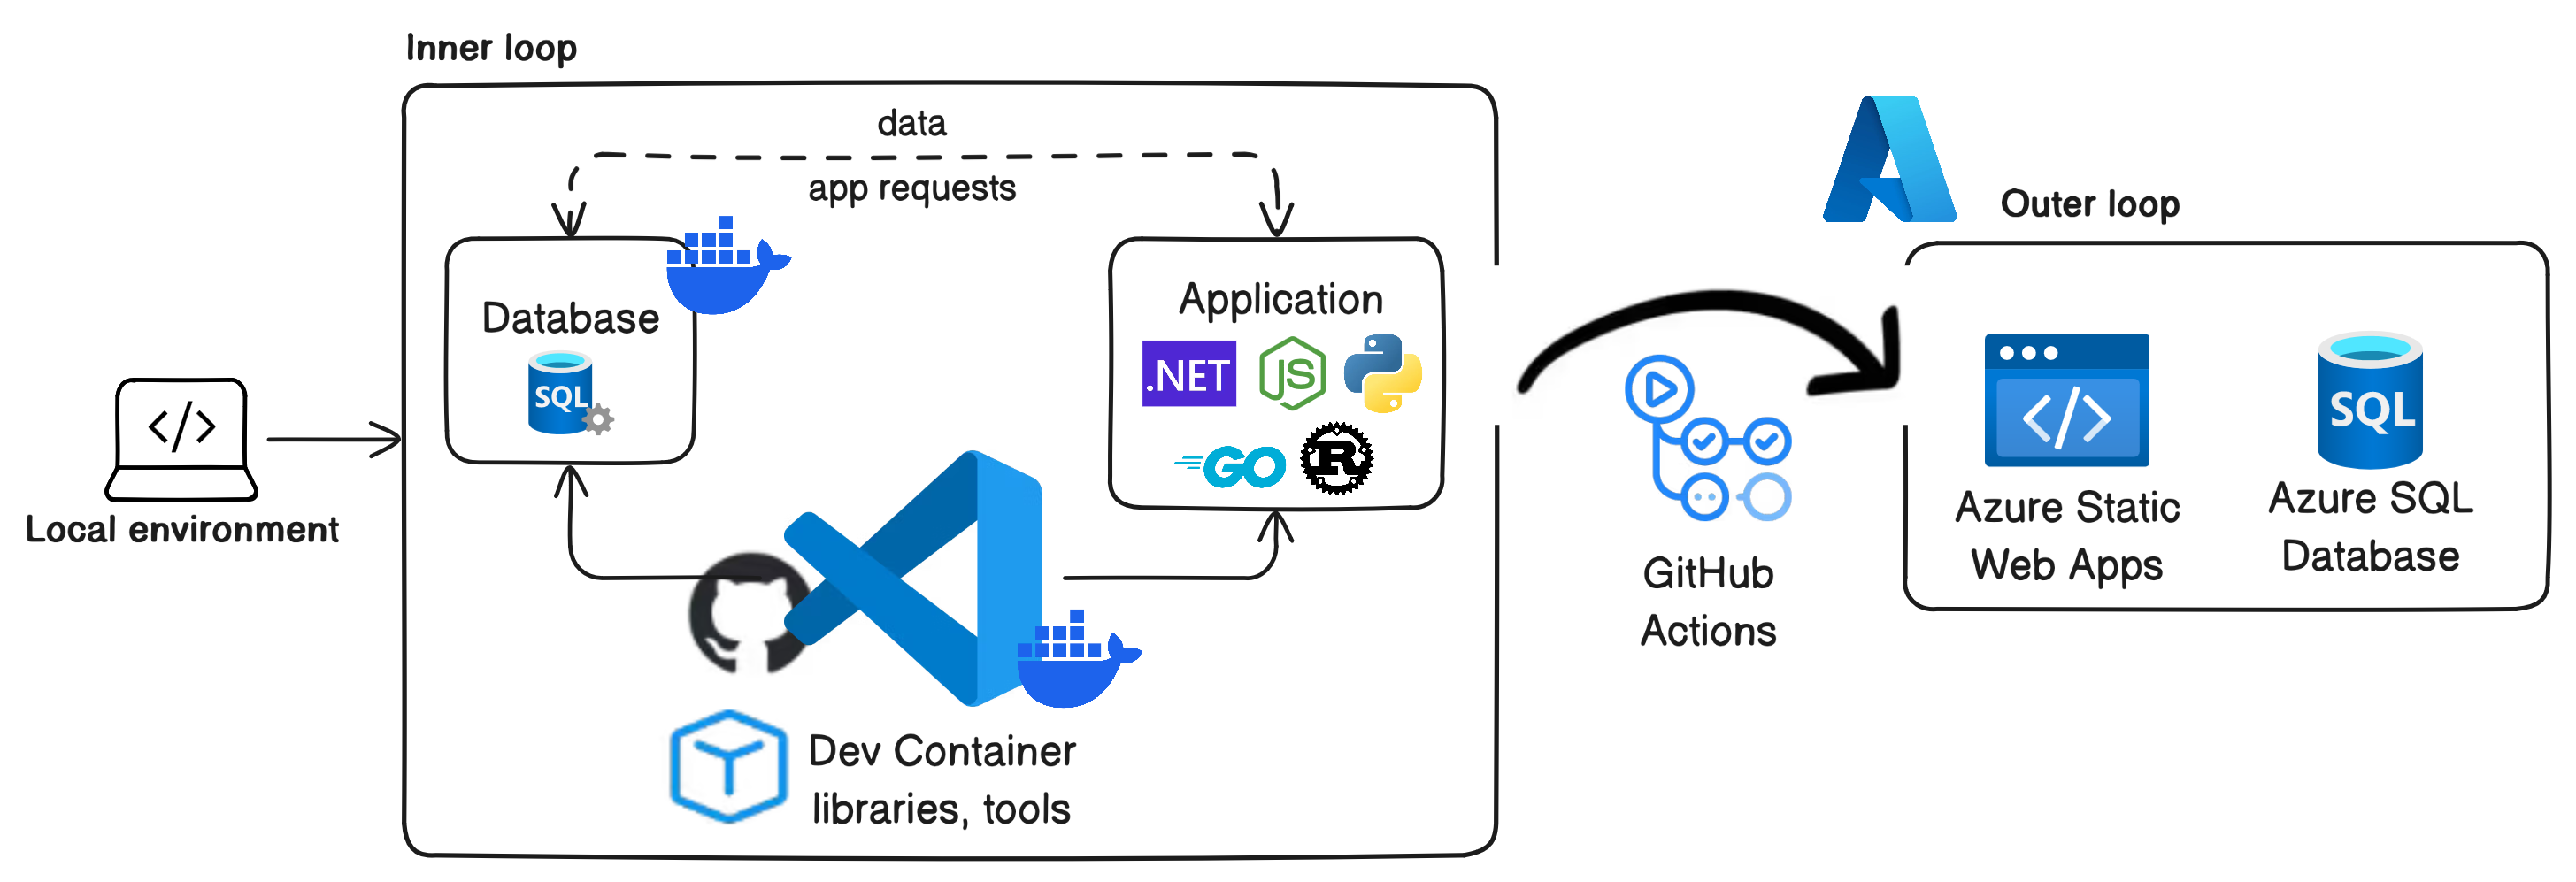 Inner loop
data
app requests
Database
SQL
Application
.NET
JS
GO
R
</>
Local environment
Dev Container
libraries, tools
GitHub
Actions
Outer loop
</>
Azure Static
Web Apps
SQL
Azure SQL
Database